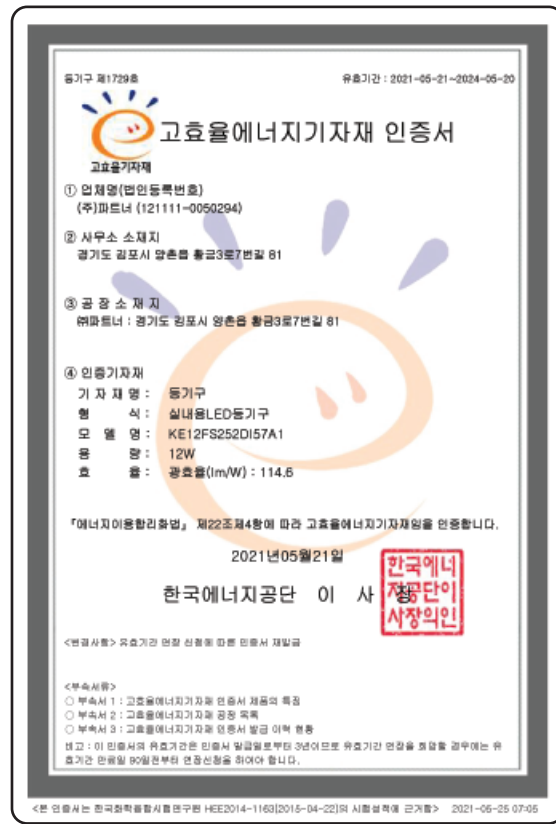 등기구 제1729호
유효기간 : 2021-05-21~2024-05-20
고효율기자재
고효율에너지기자재 인증서
① 업체명(법인등록번호)
(주)파트너 (121111-0050294)
② 사무소 소재지
경기도 김포시 양촌읍 황금3로7번길 81
③ 공 장 소 재 지
㈜파트너 : 경기도 김포시 양촌읍 황금3로7번길 81
④ 인증기자재
기 자 재 명 : 등기구
형 식 : 실내용LED등기구
모 델 명 : KE12FS252DI57A1
용 량 : 12W
효 율 : 광효율(lm/W) : 114.6
『에너지이용합리화법』 제22조제4항에 따라 고효율에너지기자재임을 인증합니다.
2021년05월21일
한국에너지공단 이 사 장
한국에너
지공단이
사장의인
<변경사항> 유효기간 연장 신청에 따른 인증서 재발급
<부속서류>
○ 부속서 1 : 고효율에너지기자재 인증서 제품의 특징
○ 부속서 2 : 고효율에너지기자재 공장 목록
○ 부속서 3 : 고효율에너지기자재 인증서 발급 이력 현황
비고 : 이 인증서의 유효기간은 인증서 발급일로부터 3년이므로 유효기간 연장을 희망할 경우에는 유
효기간 만료일 90일전부터 연장신청을 하여야 합니다.
<본 인증서는 한국화학융합시험연구원 HEE2014-1163[2015-04-22]의 시험성적에 근거함> 2021-05-25 07:05